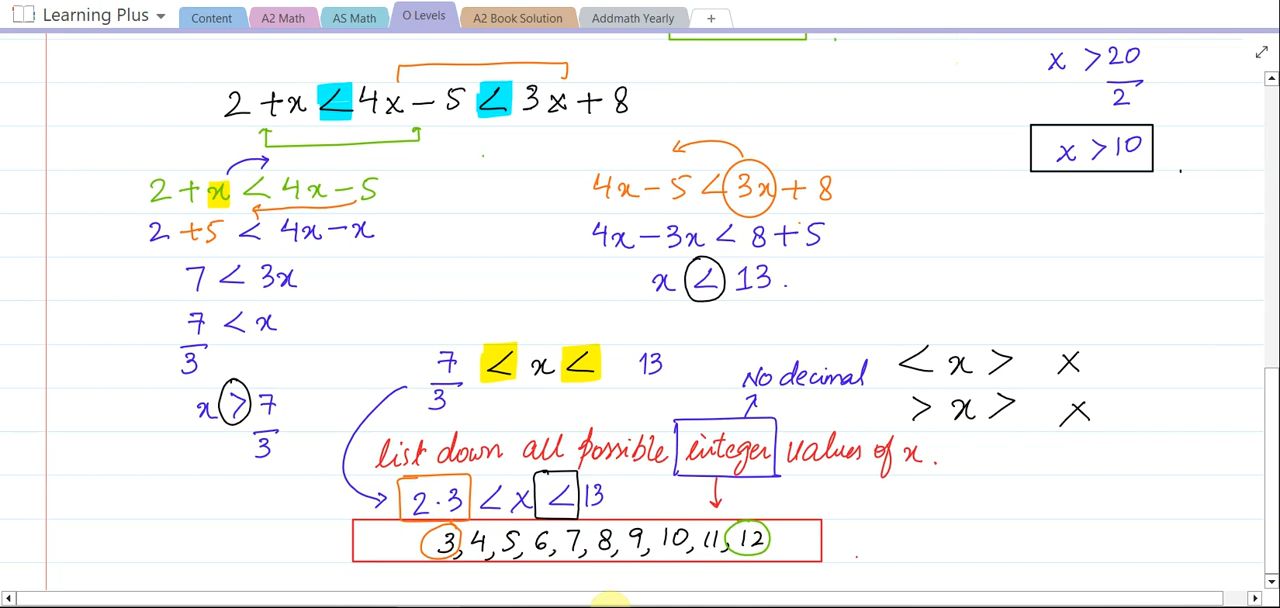 Learning Plus
Content
A2 Math
AS Math
O Levels
A2 Book Solution
Addmath Yearly
+
x > 20
2
x > 10
2 + x < 4x - 5 < 3x + 8
2 + x < 4x - 5
2 + 5 < 4x - x
7 < 3x
7/3 < x
x > 7/3
4x - 5 < 3x + 8
4x - 3x < 8 + 5
x < 13.
7/3 < x < 13
No decimal
< x > X
> x > X
list down all possible integer values of x.
2.3 < x < 13
3, 4, 5, 6, 7, 8, 9, 10, 11, 12